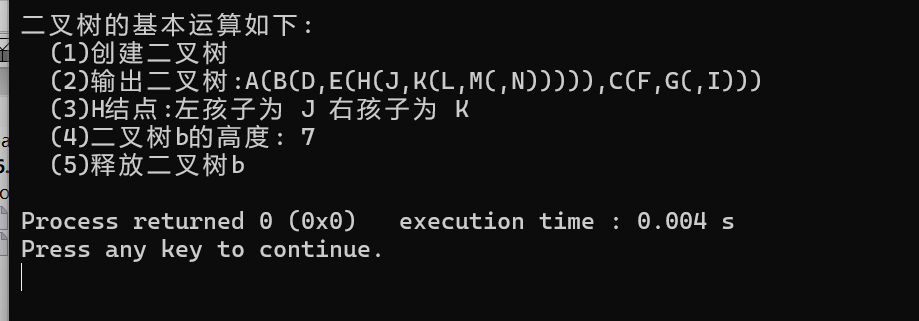 二叉树的基本运算如下:
(1)创建二叉树
(2)输出二叉树:A(B(D,E(H(J,K(L,M(,N))))),C(F,G(,I)))
(3)H结点:左孩子为 J 右孩子为 K
(4)二叉树b的高度: 7
(5)释放二叉树b
Process returned 0 (0x0)   execution time : 0.004 s
Press any key to continue.